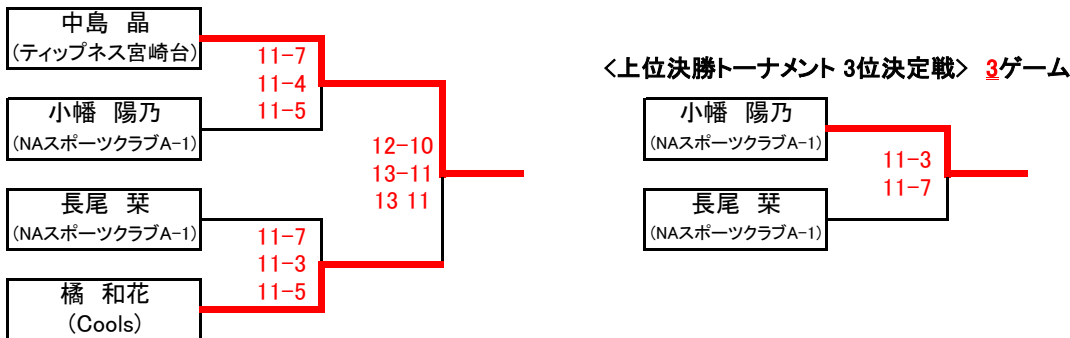 中島　晶
(ティップネス宮崎台)
小幡　陽乃
(NAスポーツクラブA-1)
長尾　栞
(NAスポーツクラブA-1)
橘　和花
(Cools)
11-7
11-4
11-5
11-7
11-3
11-5
12-10
13-11
13 11
<上位決勝トーナメント 3位決定戦>　3ゲーム
小幡　陽乃
(NAスポーツクラブA-1)
長尾　栞
(NAスポーツクラブA-1)
11-3
11-7